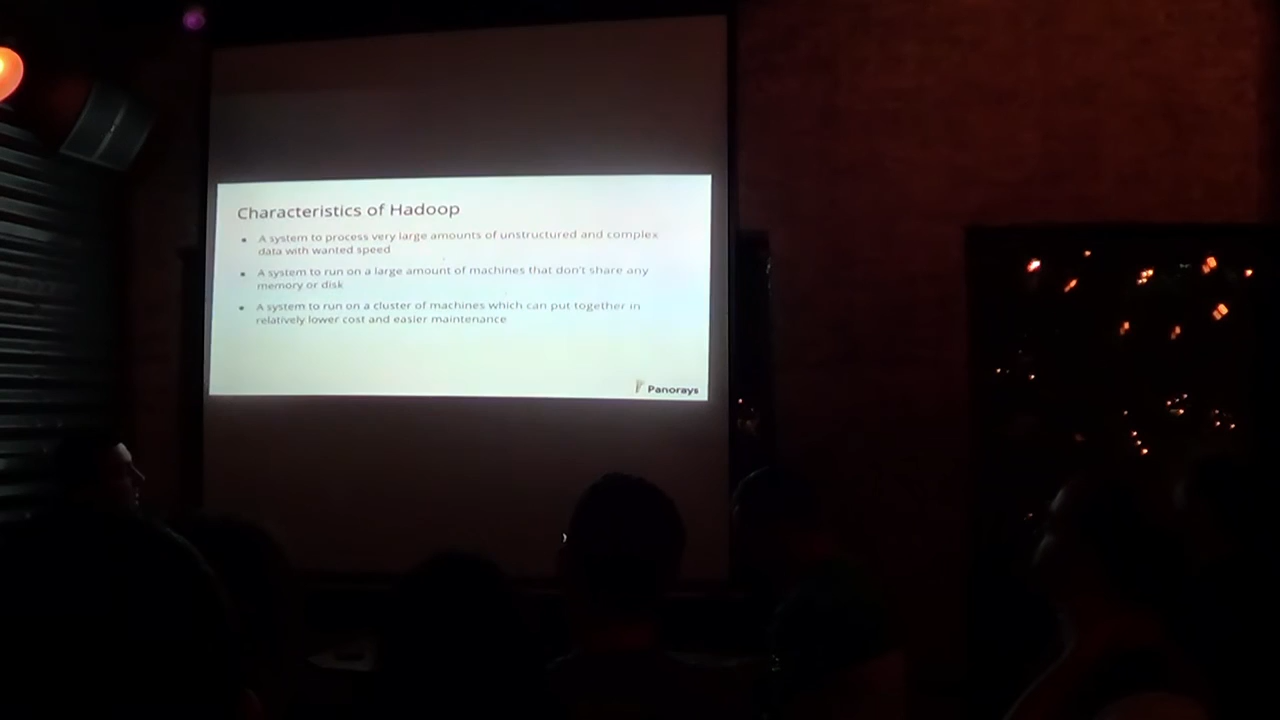 Characteristics of Hadoop
A system to process very large amounts of unstructured and complex
data with wanted speed
A system to run on a large amount of machines that don't share any
memory or disk
A system to run on a cluster of machines which can put together in
relatively lower cost and easier maintenance
Panorays